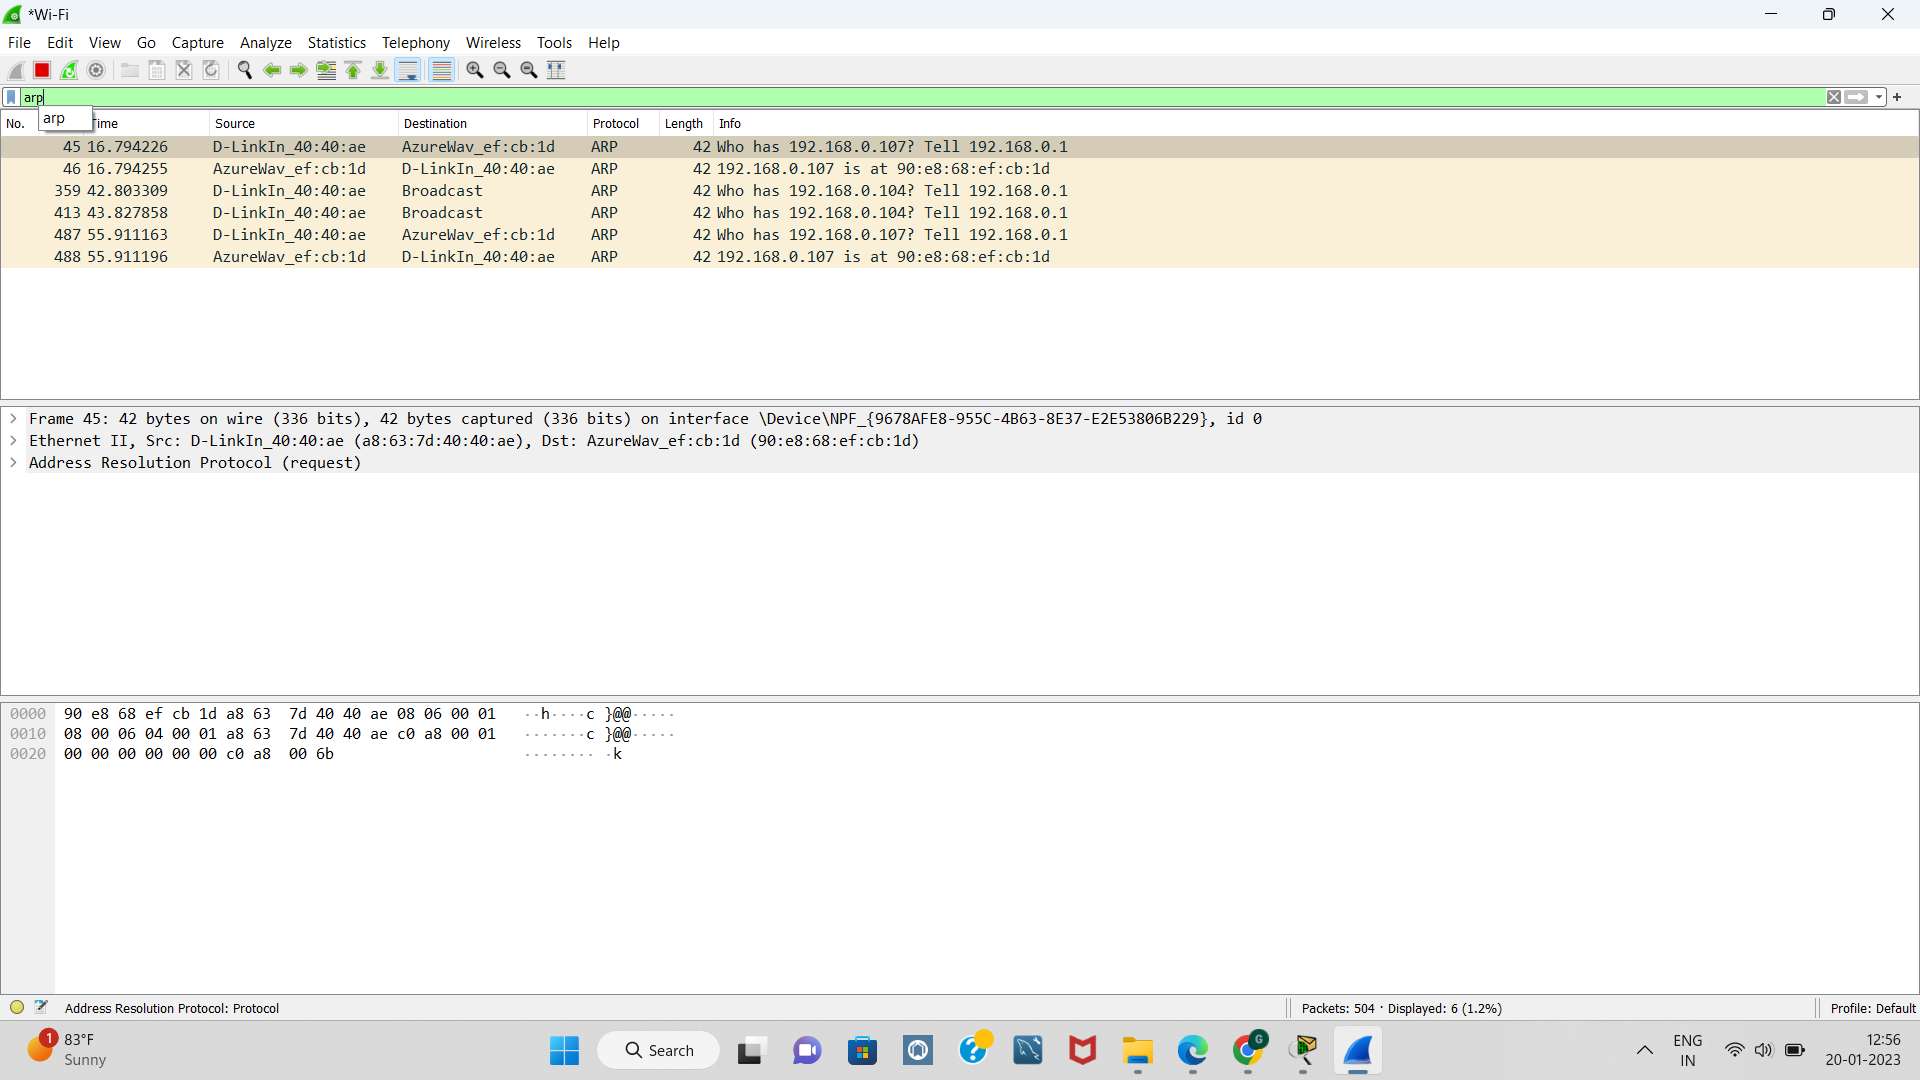 *Wi-Fi
File Edit View Go Capture Analyze Statistics Telephony Wireless Tools Help
arp
arp
No. Time Source Destination Protocol Length Info
45 16.794226 D-LinkIn_40:40:ae AzureWav_ef:cb:1d ARP 42 Who has 192.168.0.107? Tell 192.168.0.1
46 16.794255 AzureWav_ef:cb:1d D-LinkIn_40:40:ae ARP 42 192.168.0.107 is at 90:e8:68:ef:cb:1d
359 42.803309 D-LinkIn_40:40:ae Broadcast ARP 42 Who has 192.168.0.104? Tell 192.168.0.1
413 43.827858 D-LinkIn_40:40:ae Broadcast ARP 42 Who has 192.168.0.104? Tell 192.168.0.1
487 55.911163 D-LinkIn_40:40:ae AzureWav_ef:cb:1d ARP 42 Who has 192.168.0.107? Tell 192.168.0.1
488 55.911196 AzureWav_ef:cb:1d D-LinkIn_40:40:ae ARP 42 192.168.0.107 is at 90:e8:68:ef:cb:1d
Frame 45: 42 bytes on wire (336 bits), 42 bytes captured (336 bits) on interface \Device\NPF_{9678AFE8-955C-4B63-8E37-E2E53806B229}, id 0
Ethernet II, Src: D-LinkIn_40:40:ae (a8:63:7d:40:40:ae), Dst: AzureWav_ef:cb:1d (90:e8:68:ef:cb:1d)
Address Resolution Protocol (request)
0000 90 e8 68 ef cb 1d a8 63 7d 40 40 ae 08 06 00 01 ··h····c }@@·····
0010 08 00 06 04 00 01 a8 63 7d 40 40 ae c0 a8 00 01 ·······c }@@·····
0020 00 00 00 00 00 00 c0 a8 00 6b ········ ·k
Address Resolution Protocol: Protocol Packets: 504 · Displayed: 6 (1.2%) Profile: Default
1 83°F
Sunny
Search
G
ENG
IN
12:56
20-01-2023